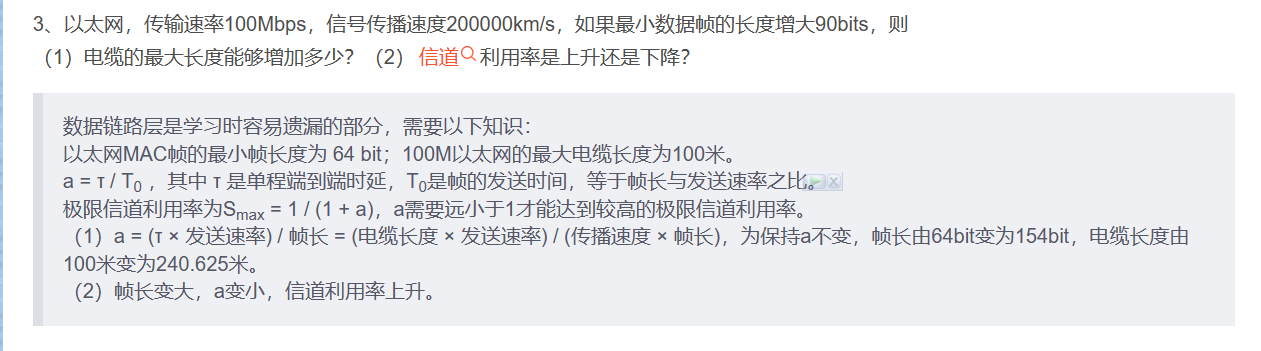 3、以太网，传输速率100Mbps，信号传播速度200000km/s，如果最小数据帧的长度增大90bits，则
（1）电缆的最大长度能够增加多少？（2）信道利用率是上升还是下降？
数据链路层是学习时容易遗漏的部分，需要以下知识：
以太网MAC帧的最小帧长度为 64 bit；100M以太网的最大电缆长度为100米。
a = τ / T0 ，其中 τ 是单程端到端时延，T0是帧的发送时间，等于帧长与发送速率之比。
极限信道利用率为Smax = 1 / (1 + a)，a需要远小于1才能达到较高的极限信道利用率。
（1）a = (τ × 发送速率) / 帧长 = (电缆长度 × 发送速率) / (传播速度 × 帧长)，为保持a不变，帧长由64bit变为154bit，电缆长度由
100米变为240.625米。
（2）帧长变大，a变小，信道利用率上升。